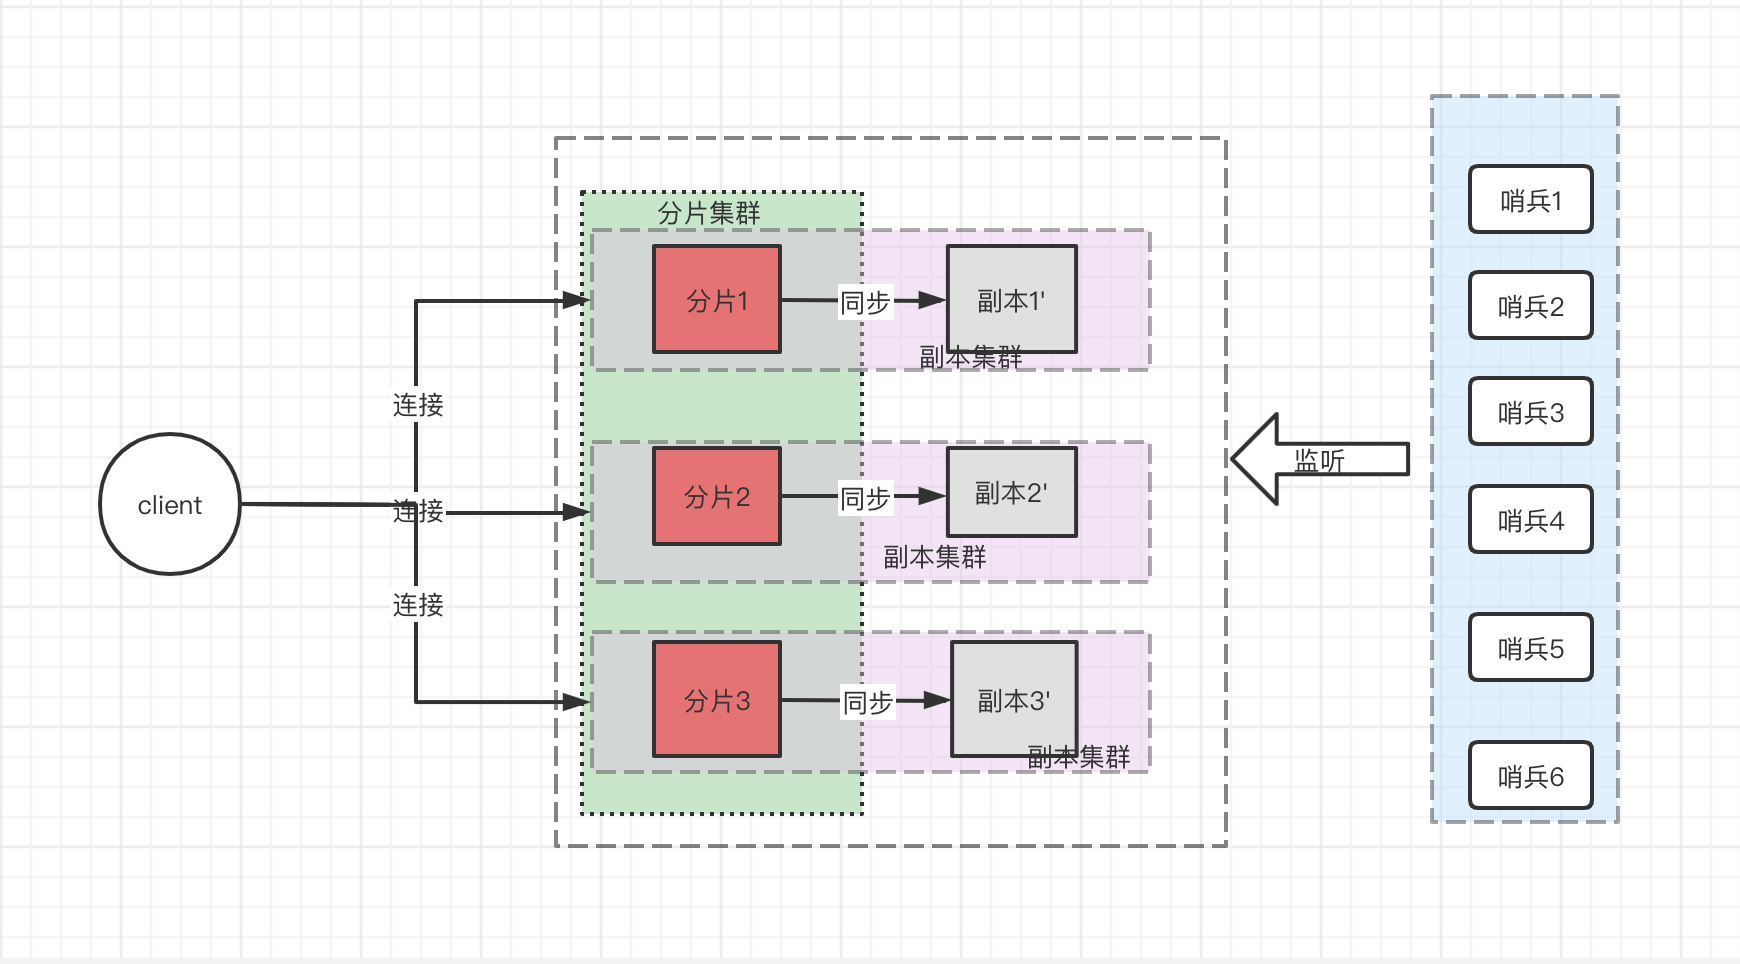 分片集群
分片1
同步
副本1'
副本集群
连接
client
连接
连接
分片2
同步
副本2'
副本集群
分片3
同步
副本3'
副本集群
监听
哨兵1
哨兵2
哨兵3
哨兵4
哨兵5
哨兵6